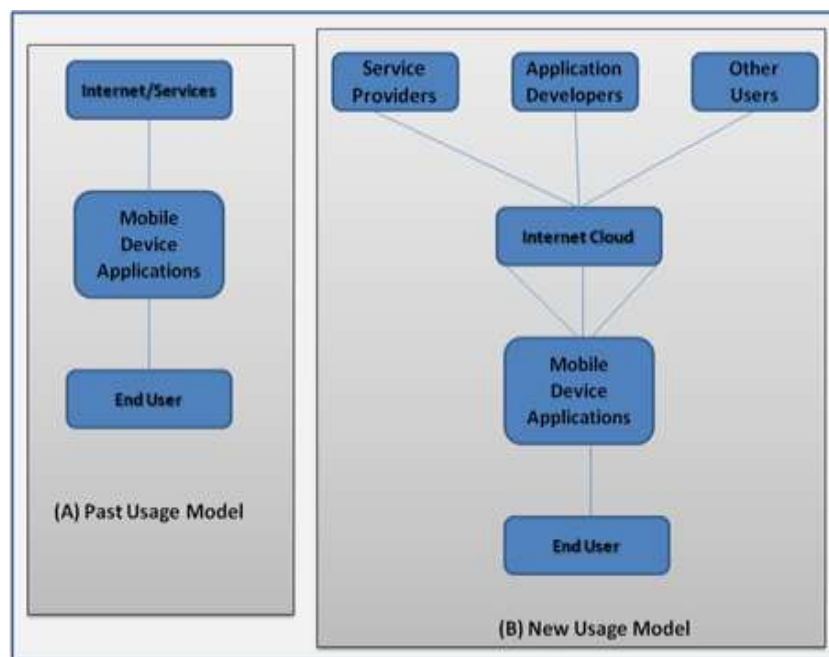 Internet/Services
Mobile
Device
Applications
End User
(A) Past Usage Model
Service
Providers
Application
Developers
Other
Users
Internet Cloud
Mobile
Device
Applications
End User
(B) New Usage Model